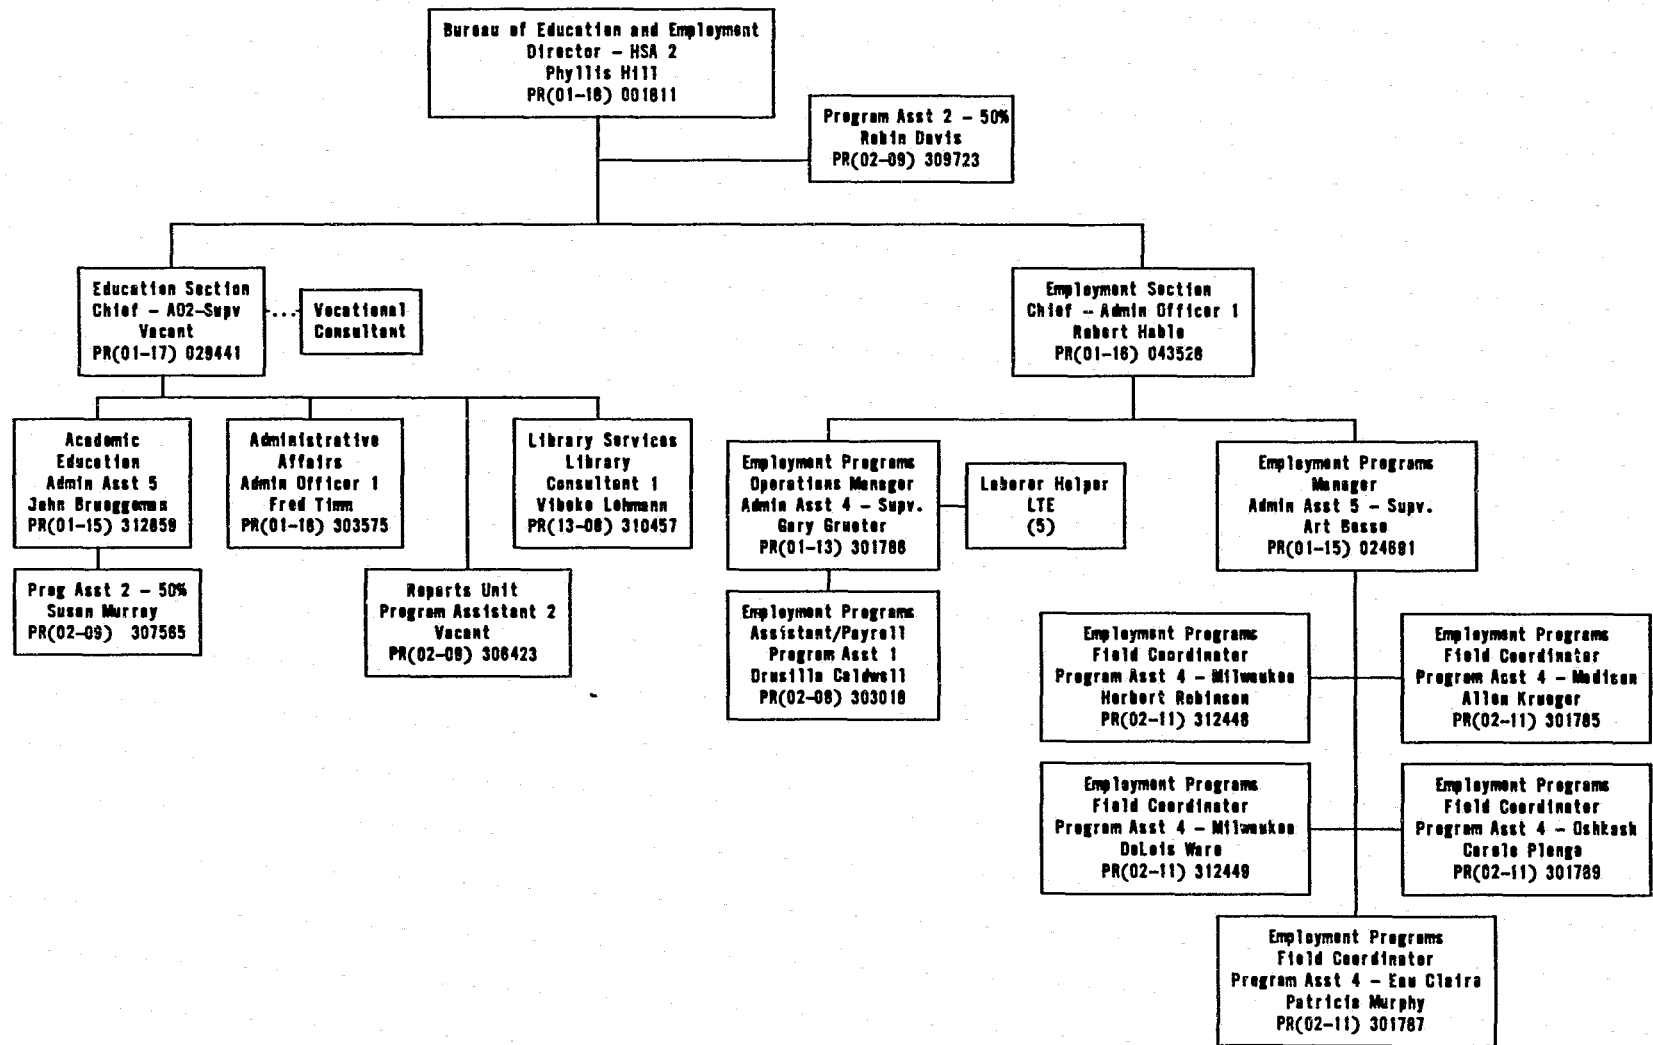 Bureau of Education and Employment
Director - HSA 2
Phyllis Hill
PR(01-18) 001811
Program Asst 2 - 50%
Robin Davis
PR(02-09) 309723
Education Section
Chief - AO2-Supv
Vacant
PR(01-17) 029441
...
Vocational
Consultant
Employment Section
Chief - Admin Officer 1
Robert Hable
PR(01-16) 043528
Academic
Education
Admin Asst 5
John Brueggeman
PR(01-15) 312859
Administrative
Affairs
Admin Officer 1
Fred Timm
PR(01-16) 303575
Library Services
Library
Consultant 1
Vibeke Lehmann
PR(13-08) 310457
Employment Programs
Operations Manager
Admin Asst 4 - Supv.
Gary Grueter
PR(01-13) 301786
Laborer Helper
LTE
(5)
Employment Programs
Manager
Admin Asst 5 - Supv.
Art Besse
PR(01-15) 024691
Prog Asst 2 - 50%
Susan Murray
PR(02-09) 307565
Reports Unit
Program Assistant 2
Vacant
PR(02-09) 306423
Employment Programs
Assistant/Payroll
Program Asst 1
Drusilla Caldwell
PR(02-08) 303018
Employment Programs
Field Coordinator
Program Asst 4 - Milwaukee
Herbert Robinson
PR(02-11) 312448
Employment Programs
Field Coordinator
Program Asst 4 - Madison
Allen Krueger
PR(02-11) 301785
Employment Programs
Field Coordinator
Program Asst 4 - Milwaukee
DeLois Ware
PR(02-11) 312449
Employment Programs
Field Coordinator
Program Asst 4 - Oshkosh
Carole Plenge
PR(02-11) 301789
Employment Programs
Field Coordinator
Program Asst 4 - Eau Claire
Patricia Murphy
PR(02-11) 301787